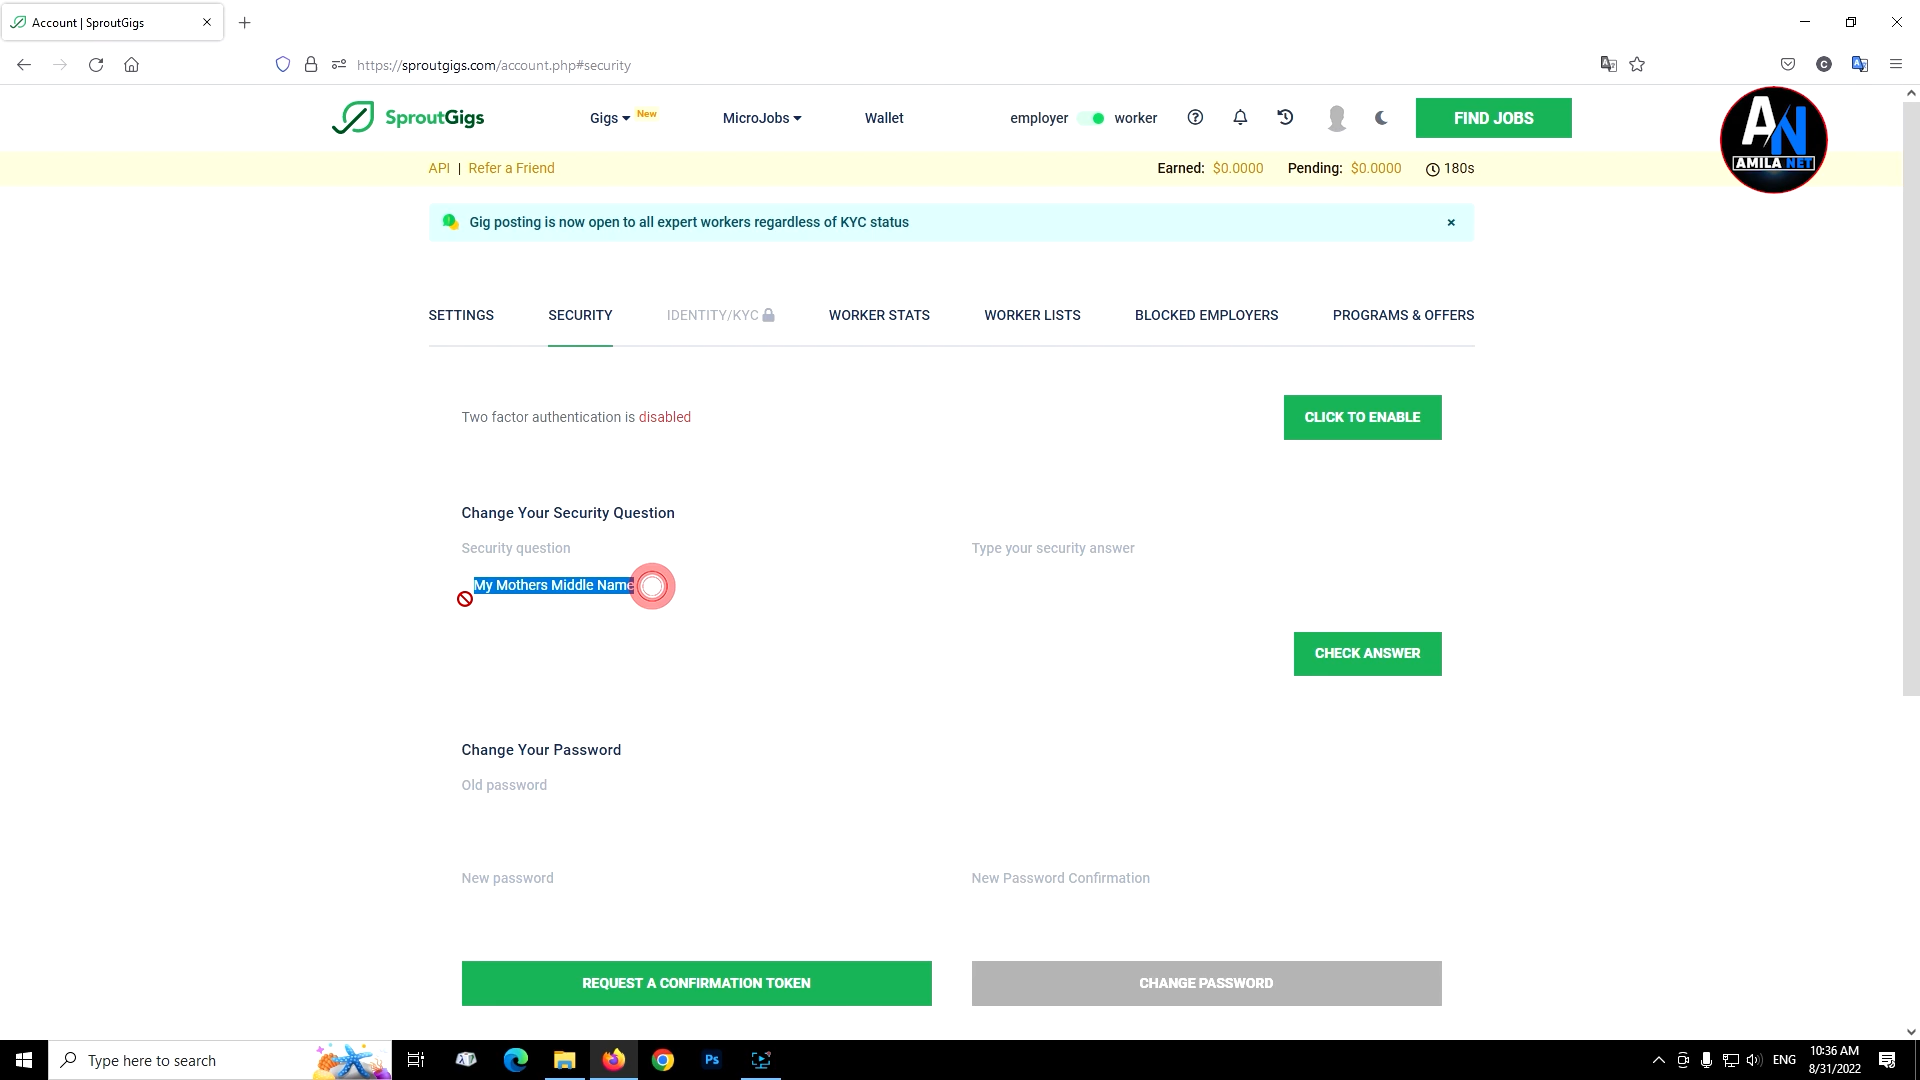 Account | SproutGigs
https://sproutgigs.com/account.php#security
SproutGigs
Gigs New
MicroJobs
Wallet
employer worker
FIND JOBS
AN
AMILA NET
API | Refer a Friend
Earned: $0.0000 Pending: $0.0000 180s
Gig posting is now open to all expert workers regardless of KYC status
SETTINGS SECURITY IDENTITY/KYC WORKER STATS WORKER LISTS BLOCKED EMPLOYERS PROGRAMS & OFFERS
Two factor authentication is disabled
CLICK TO ENABLE
Change Your Security Question
Security question
Type your security answer
My Mothers Middle Name
CHECK ANSWER
Change Your Password
Old password
New password
New Password Confirmation
REQUEST A CONFIRMATION TOKEN
CHANGE PASSWORD
Type here to search
Ps
ENG
10:36 AM
8/31/2022